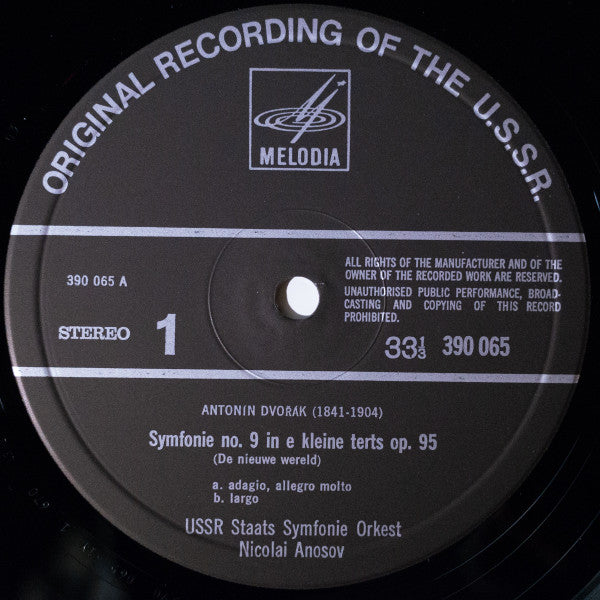 ORIGINAL RECORDING OF THE U.S.S.R.
MELODIA
390 065 A
ALL RIGHTS OF THE MANUFACTURER AND OF THE
OWNER OF THE RECORDED WORK ARE RESERVED.
UNAUTHORISED PUBLIC PERFORMANCE, BROAD-
CASTING AND COPYING OF THIS RECORD
PROHIBITED.
STEREO 1
33⅓ 390 065
ANTONIN DVOŘÁK (1841-1904)
Symfonie no. 9 in e kleine terts op. 95
(De nieuwe wereld)
a. adagio, allegro molto
b. largo
USSR Staats Symfonie Orkest
Nicolai Anosov